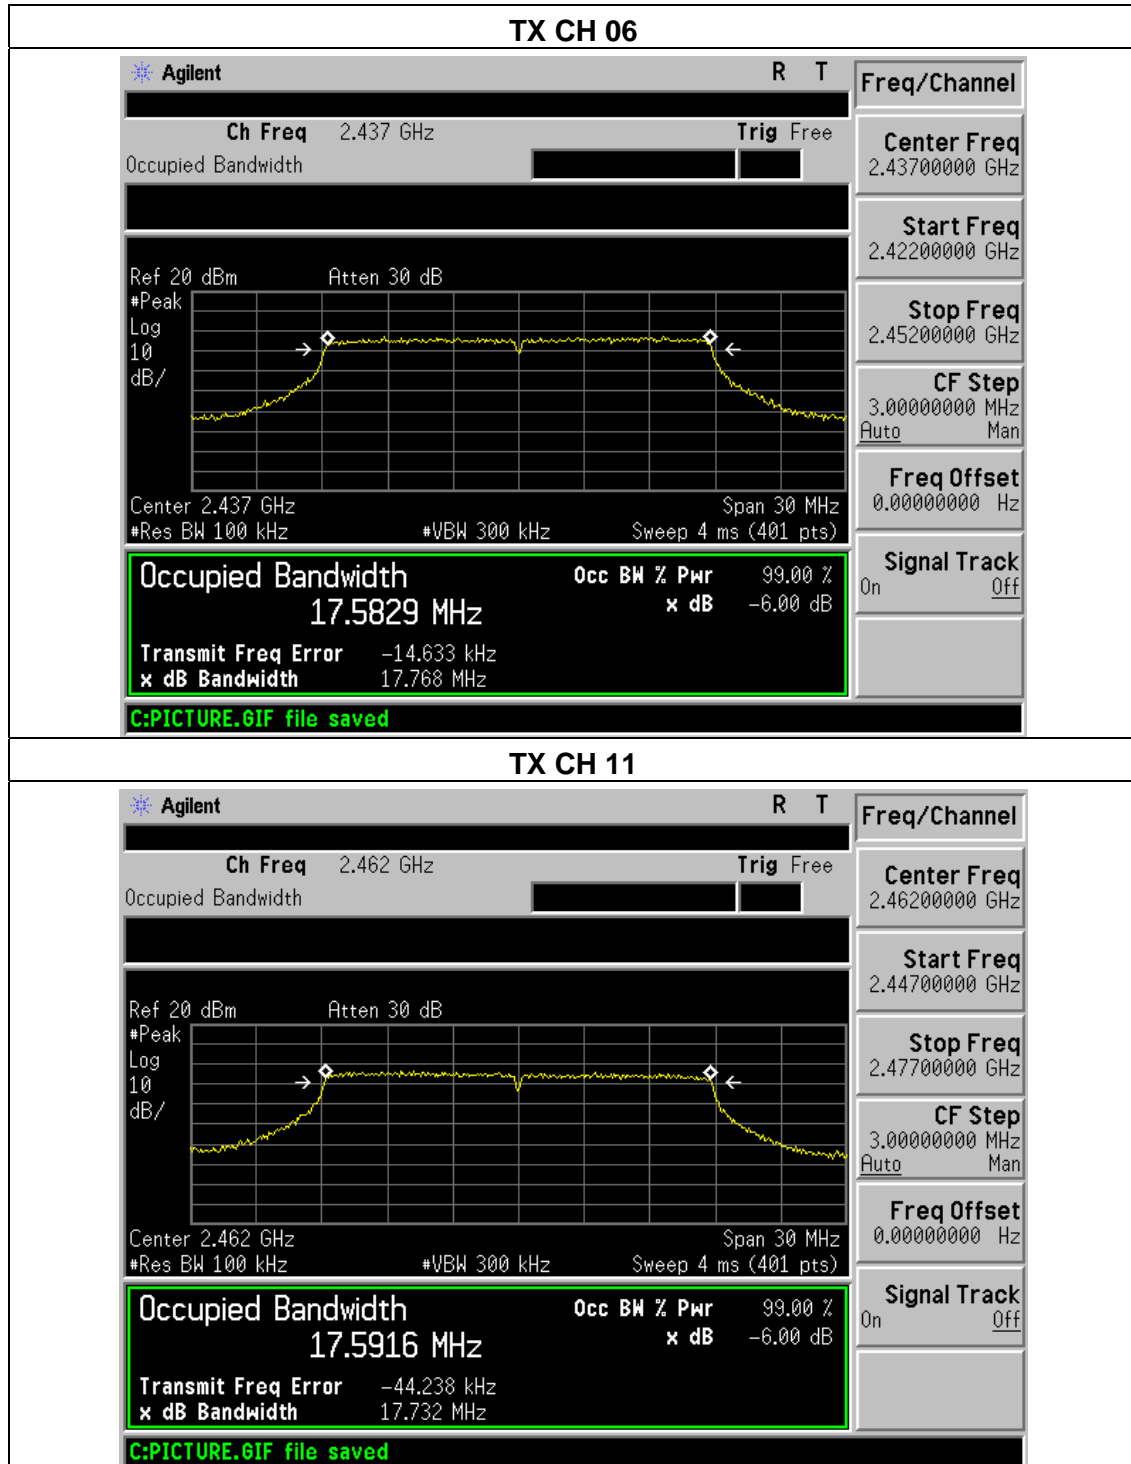 TX CH 06
Agilent R T
Freq/Channel
Ch Freq 2.437 GHz Trig Free
Occupied Bandwidth
Center Freq
2.43700000 GHz
Start Freq
2.42200000 GHz
Stop Freq
2.45200000 GHz
CF Step
3.00000000 MHz
Auto Man
Freq Offset
0.00000000 Hz
Signal Track
On Off
Ref 20 dBm Atten 30 dB
#Peak
Log
10
dB/
Center 2.437 GHz Span 30 MHz
#Res BW 100 kHz #VBW 300 kHz Sweep 4 ms (401 pts)
Occupied Bandwidth Occ BW % Pwr 99.00 %
17.5829 MHz x dB -6.00 dB
Transmit Freq Error -14.633 kHz
x dB Bandwidth 17.768 MHz
C:PICTURE.GIF file saved
TX CH 11
Agilent R T
Freq/Channel
Ch Freq 2.462 GHz Trig Free
Occupied Bandwidth
Center Freq
2.46200000 GHz
Start Freq
2.44700000 GHz
Stop Freq
2.47700000 GHz
CF Step
3.00000000 MHz
Auto Man
Freq Offset
0.00000000 Hz
Signal Track
On Off
Ref 20 dBm Atten 30 dB
#Peak
Log
10
dB/
Center 2.462 GHz Span 30 MHz
#Res BW 100 kHz #VBW 300 kHz Sweep 4 ms (401 pts)
Occupied Bandwidth Occ BW % Pwr 99.00 %
17.5916 MHz x dB -6.00 dB
Transmit Freq Error -44.238 kHz
x dB Bandwidth 17.732 MHz
C:PICTURE.GIF file saved